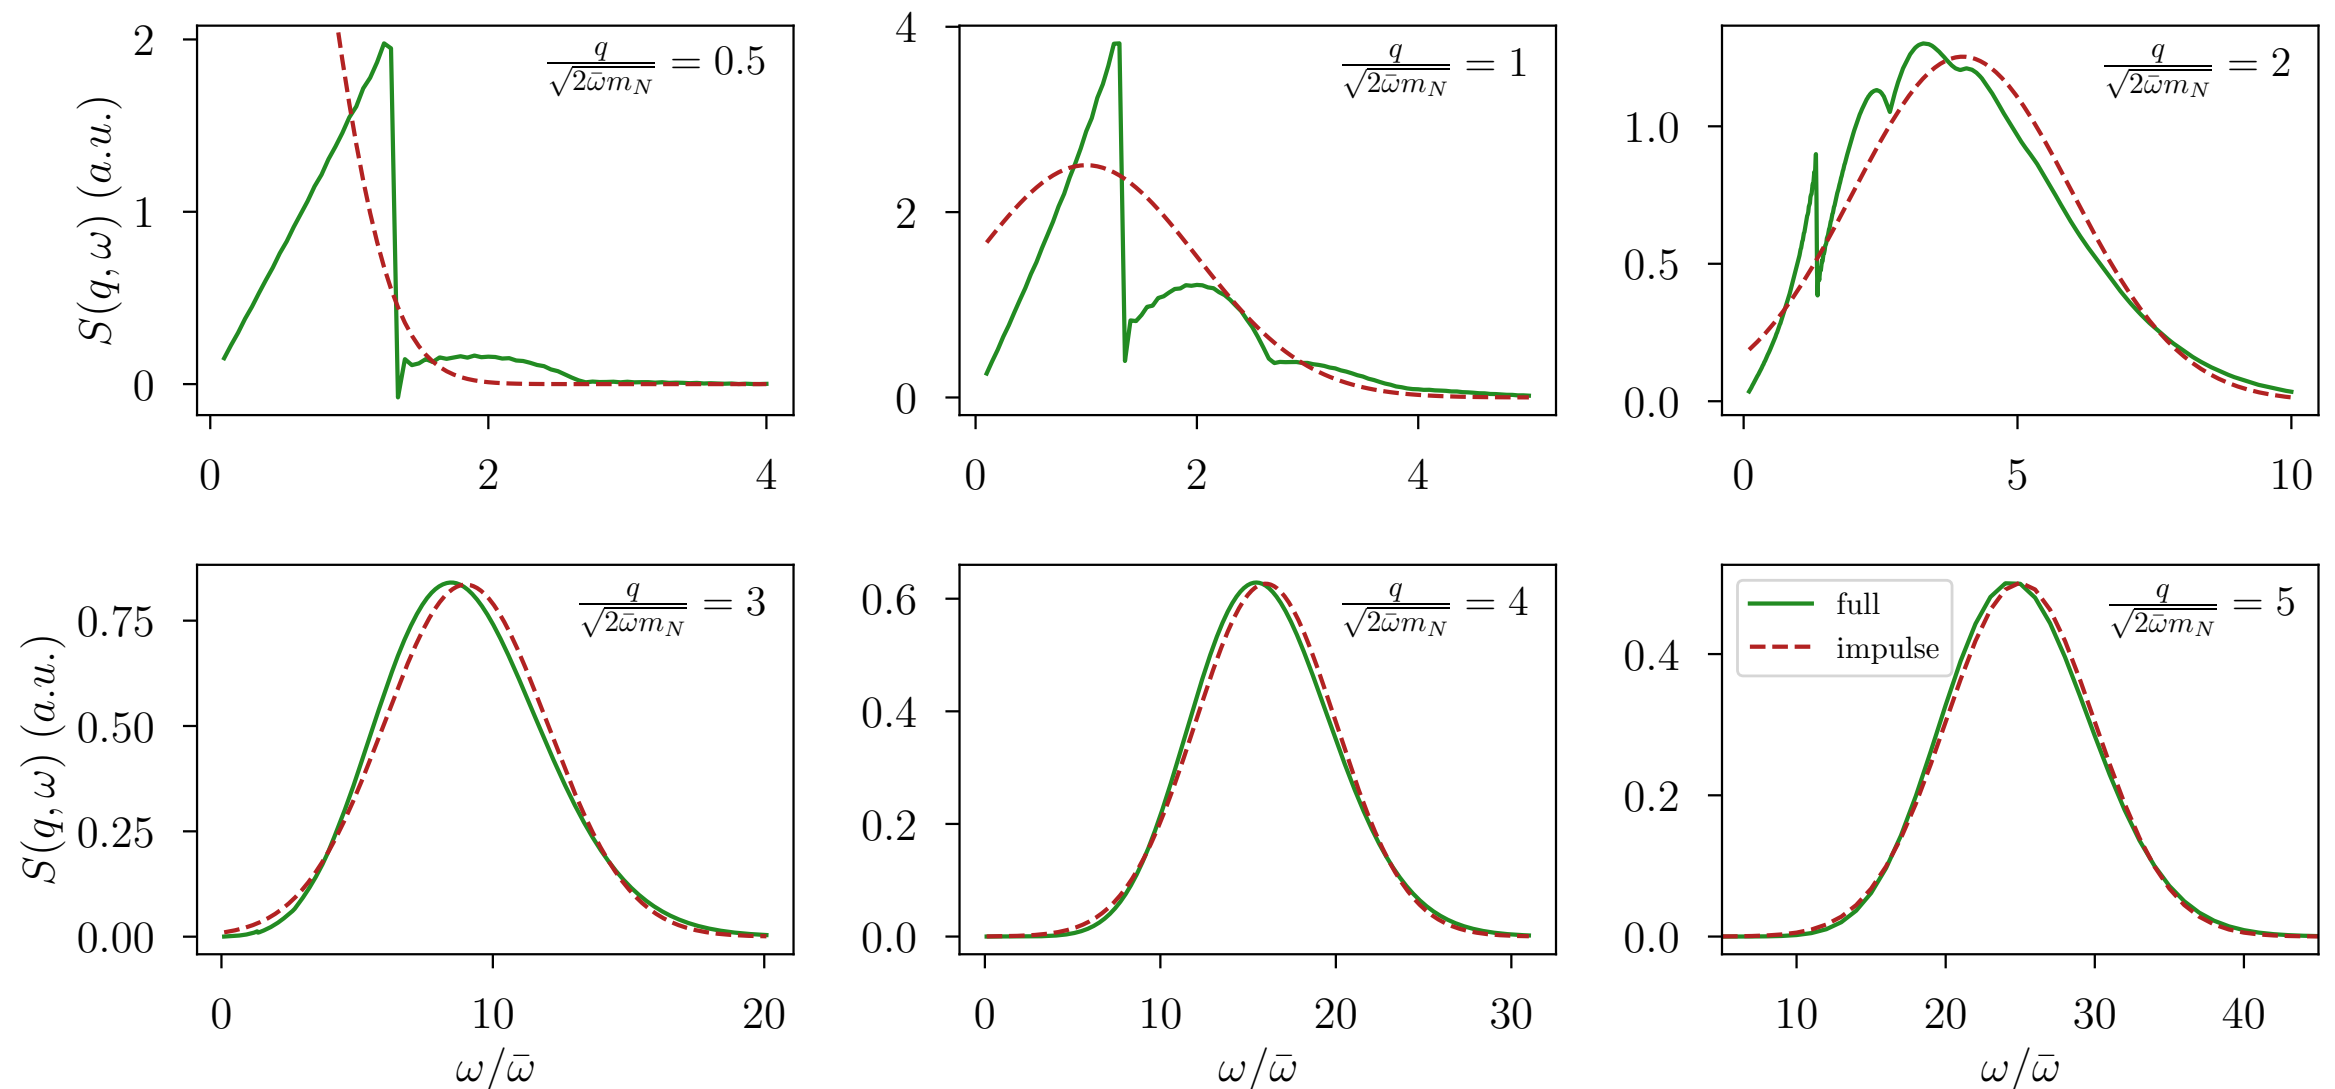 S(q, ω) (a.u.)
2
1
0
q/√(2ω̄m_N) = 0.5
0 2 4
4
2
0
q/√(2ω̄m_N) = 1
0 2 4
1.0
0.5
0.0
q/√(2ω̄m_N) = 2
0 5 10
S(q, ω) (a.u.)
0.75
0.50
0.25
0.00
q/√(2ω̄m_N) = 3
0 10 20
ω/ω̄
0.6
0.4
0.2
0.0
q/√(2ω̄m_N) = 4
0 10 20 30
ω/ω̄
0.4
0.2
0.0
full
impulse
q/√(2ω̄m_N) = 5
10 20 30 40
ω/ω̄